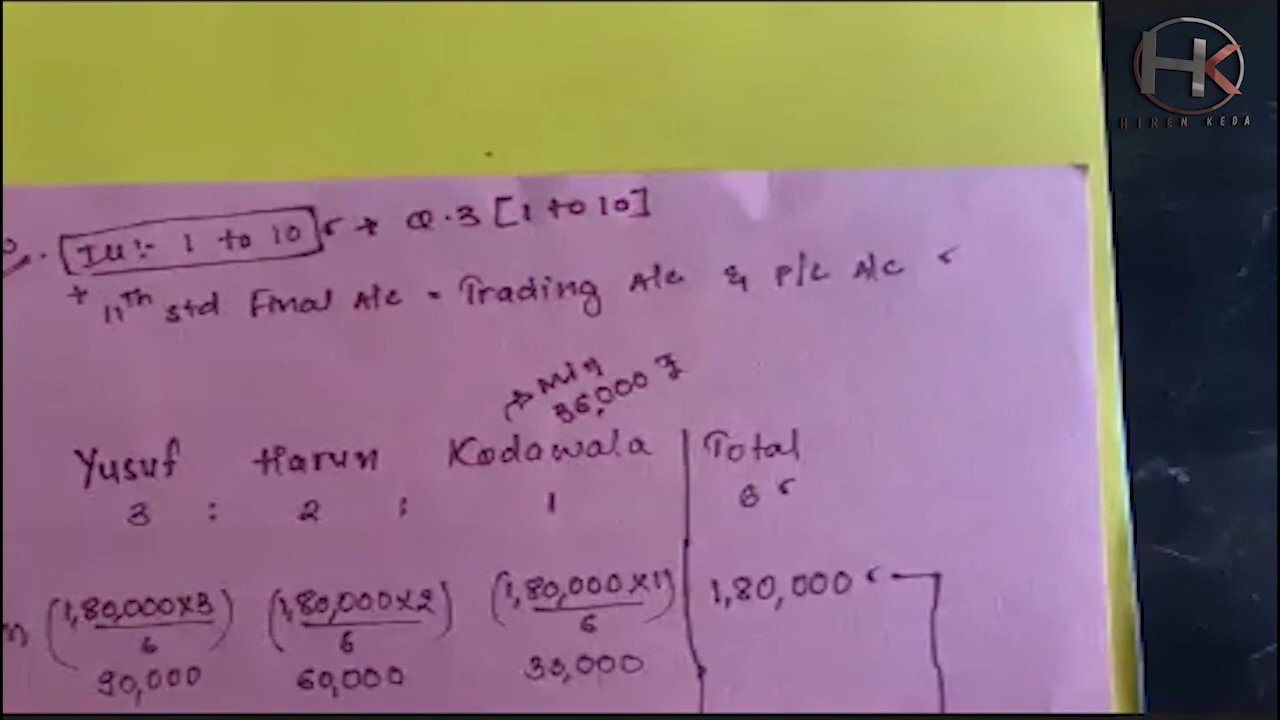 HK
HIREN KEDA
IU:- 1 to 10 → Q.3 [1 to 10]
+ 11th std Final A/c = Trading A/c & P/L A/c
→ Min
36,000 ₹
Yusuf Harun Kodawala Total
3 : 2 : 1 6
(1,80,000×3/6) (1,80,000×2/6) (1,80,000×1/6) 1,80,000
90,000 60,000 30,000